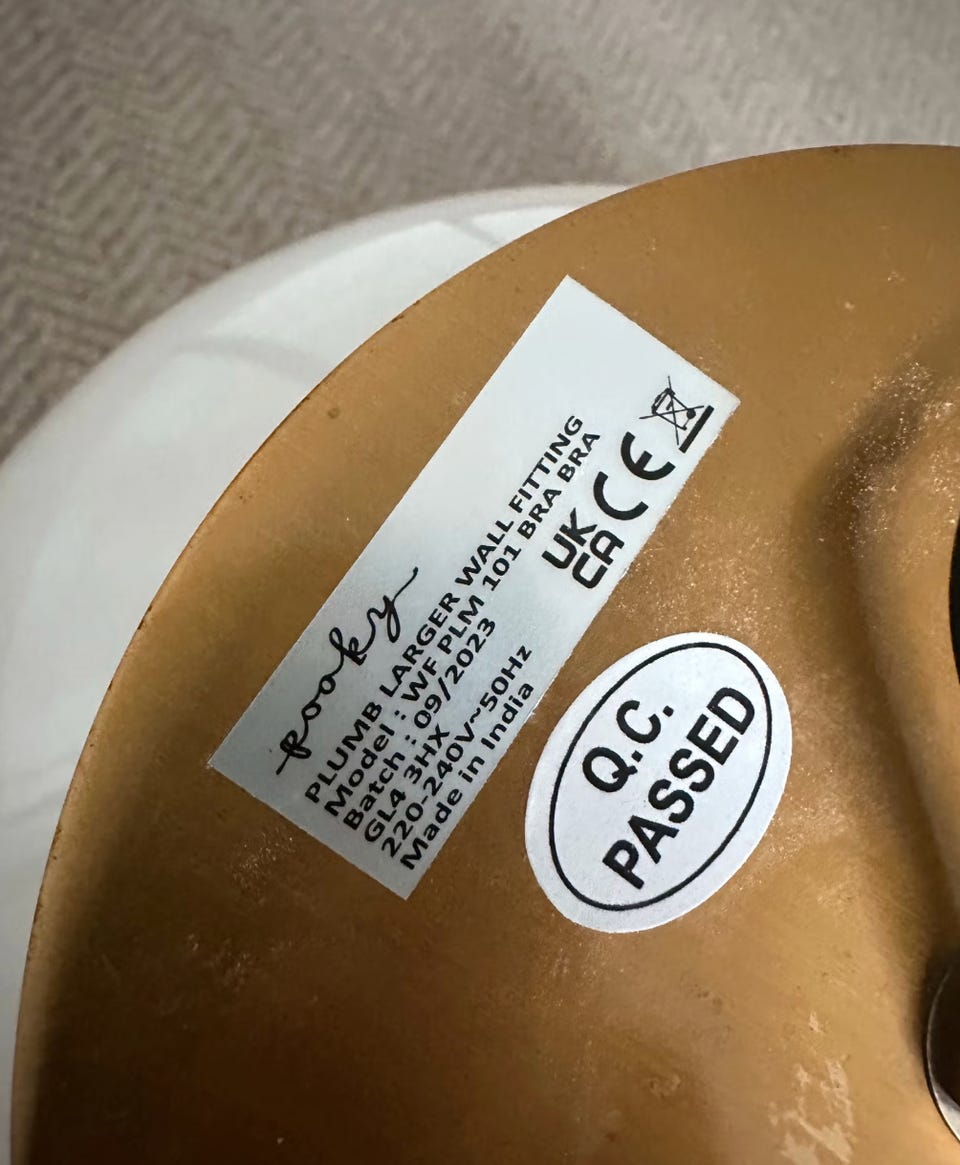 pooky
PLUMB LARGER WALL FITTING
Model : WF PLM 101 BRA BRA
Batch : 09/2023
GL4 3HX
220-240V~50Hz
Made in India
UK
CA
CE
Q.C.
PASSED